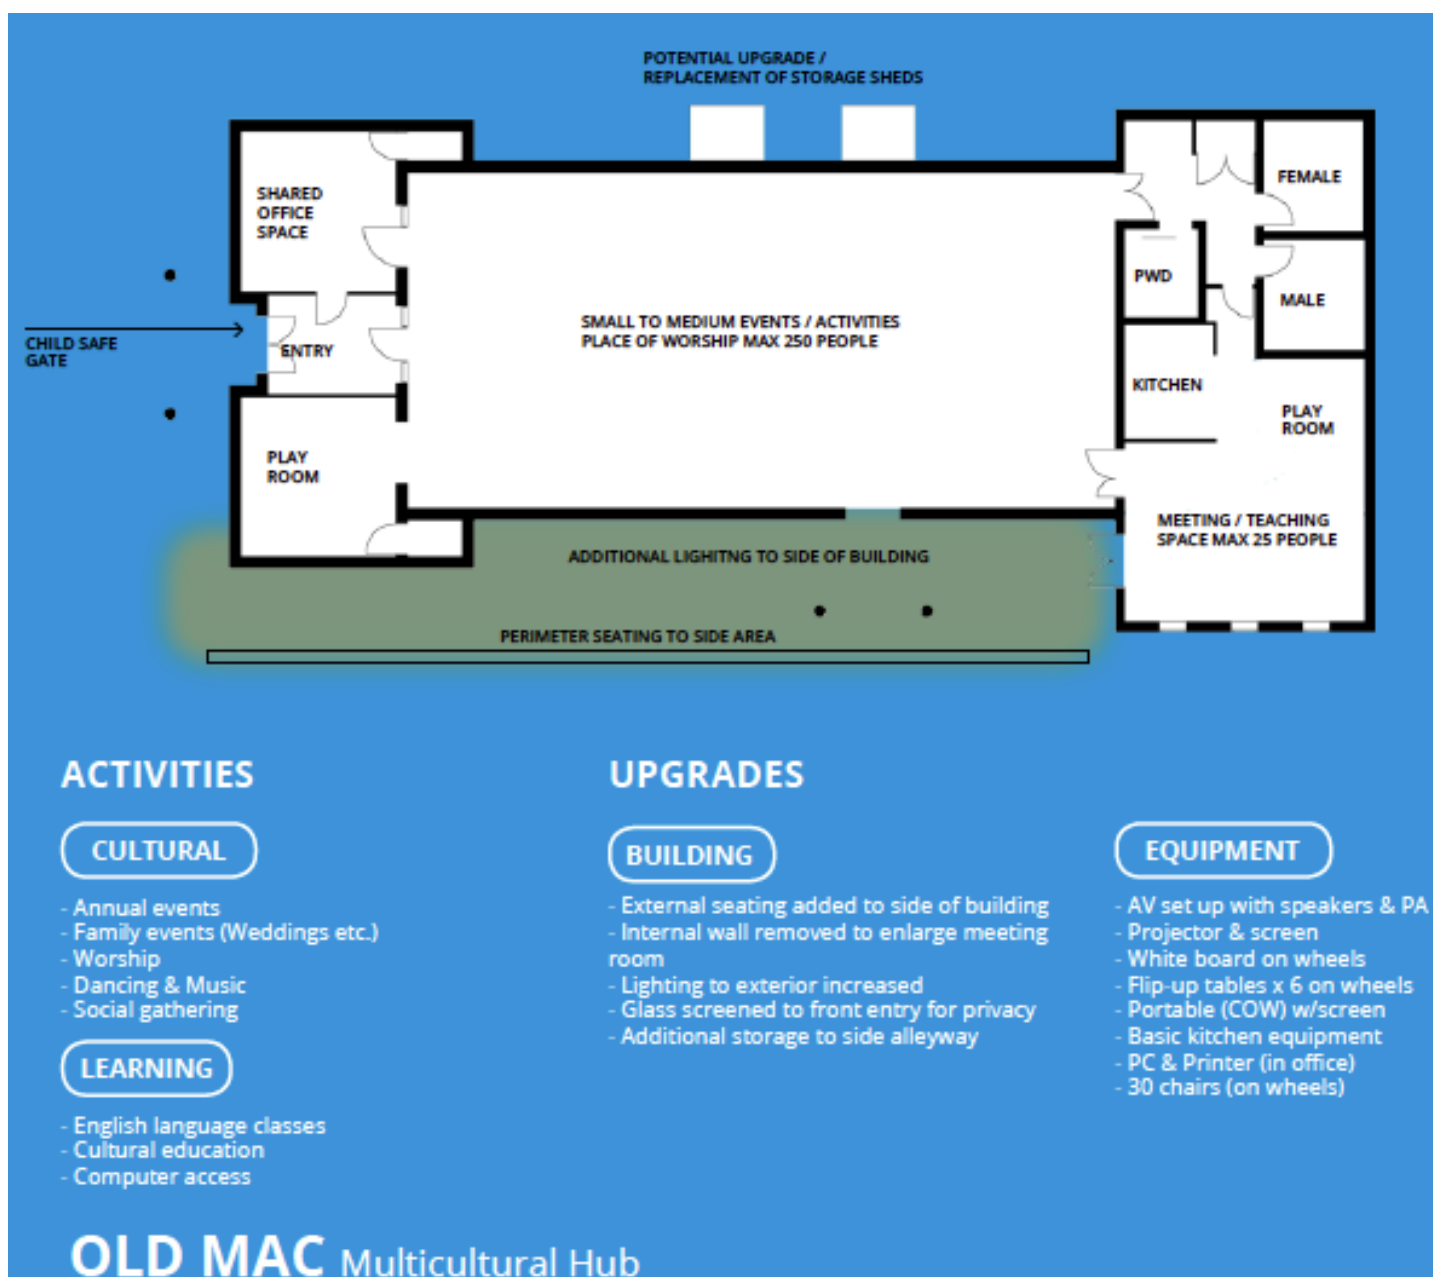 POTENTIAL UPGRADE /
REPLACEMENT OF STORAGE SHEDS
SHARED
OFFICE
SPACE
FEMALE
PWD
MALE
CHILD SAFE
GATE
ENTRY
SMALL TO MEDIUM EVENTS / ACTIVITIES
PLACE OF WORSHIP MAX 250 PEOPLE
KITCHEN
PLAY
ROOM
PLAY
ROOM
MEETING / TEACHING
SPACE MAX 25 PEOPLE
ADDITIONAL LIGHITNG TO SIDE OF BUILDING
PERIMETER SEATING TO SIDE AREA
ACTIVITIES
CULTURAL
- Annual events
- Family events (Weddings etc.)
- Worship
- Dancing & Music
- Social gathering
LEARNING
- English language classes
- Cultural education
- Computer access
UPGRADES
BUILDING
- External seating added to side of building
- Internal wall removed to enlarge meeting
room
- Lighting to exterior increased
- Glass screened to front entry for privacy
- Additional storage to side alleyway
EQUIPMENT
- AV set up with speakers & PA
- Projector & screen
- White board on wheels
- Flip-up tables x 6 on wheels
- Portable (COW) w/screen
- Basic kitchen equipment
- PC & Printer (in office)
- 30 chairs (on wheels)
OLD MAC Multicultural Hub